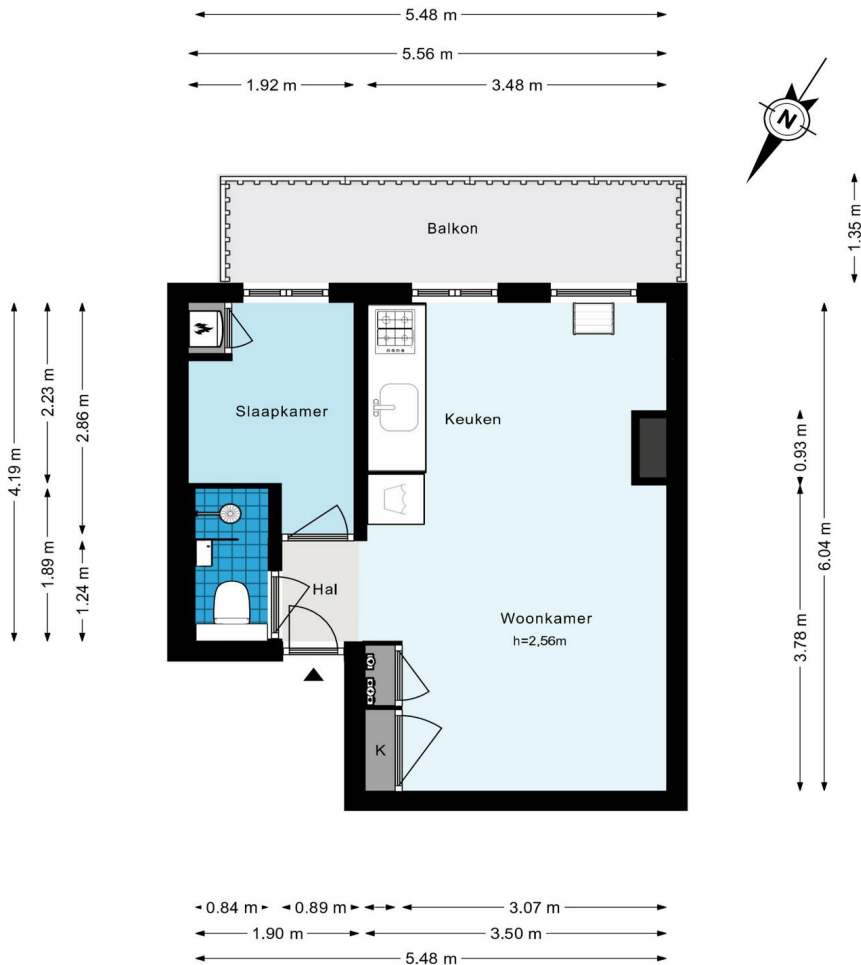 5.48 m
5.56 m
1.92 m
3.48 m
N
1.35 m
Balkon
4.19 m
2.23 m
2.86 m
Slaapkamer
Keuken
0.93 m
6.04 m
1.89 m
1.24 m
Hal
Woonkamer
h=2,56m
3.78 m
K
0.84 m
0.89 m
3.07 m
1.90 m
3.50 m
5.48 m